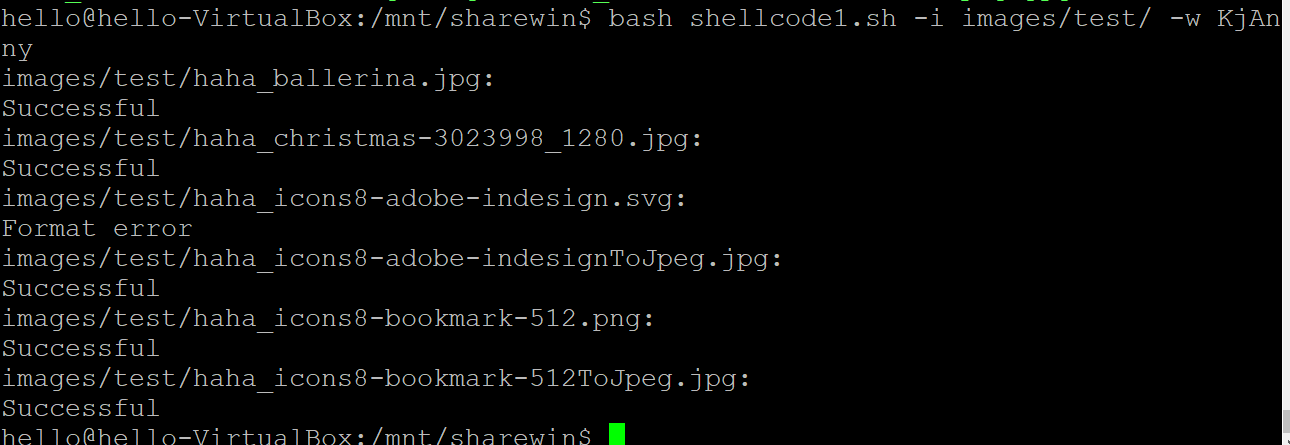 hello@hello-VirtualBox:/mnt/sharewin$ bash shellcode1.sh -i images/test/ -w KjAn
ny
images/test/haha_ballerina.jpg:
Successful
images/test/haha_christmas-3023998_1280.jpg:
Successful
images/test/haha_icons8-adobe-indesign.svg:
Format error
images/test/haha_icons8-adobe-indesignToJpeg.jpg:
Successful
images/test/haha_icons8-bookmark-512.png:
Successful
images/test/haha_icons8-bookmark-512ToJpeg.jpg:
Successful
hello@hello-VirtualBox:/mnt/sharewin$